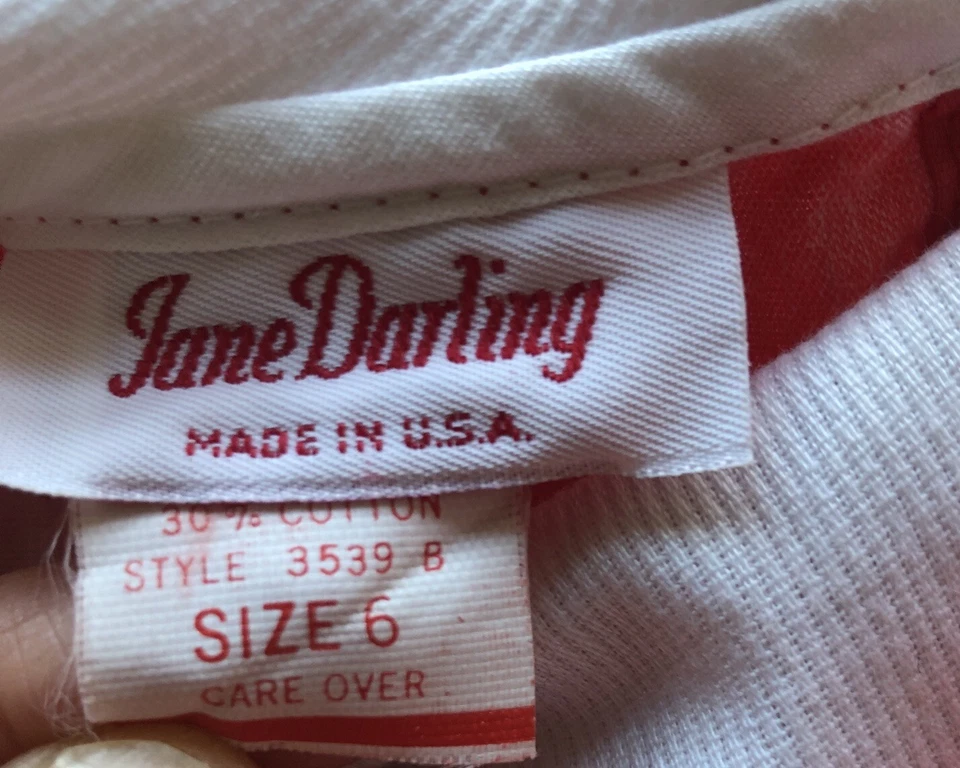 Jane Darling
MADE IN U.S.A.
30% COTTON
STYLE 3539 B
SIZE 6
CARE OVER